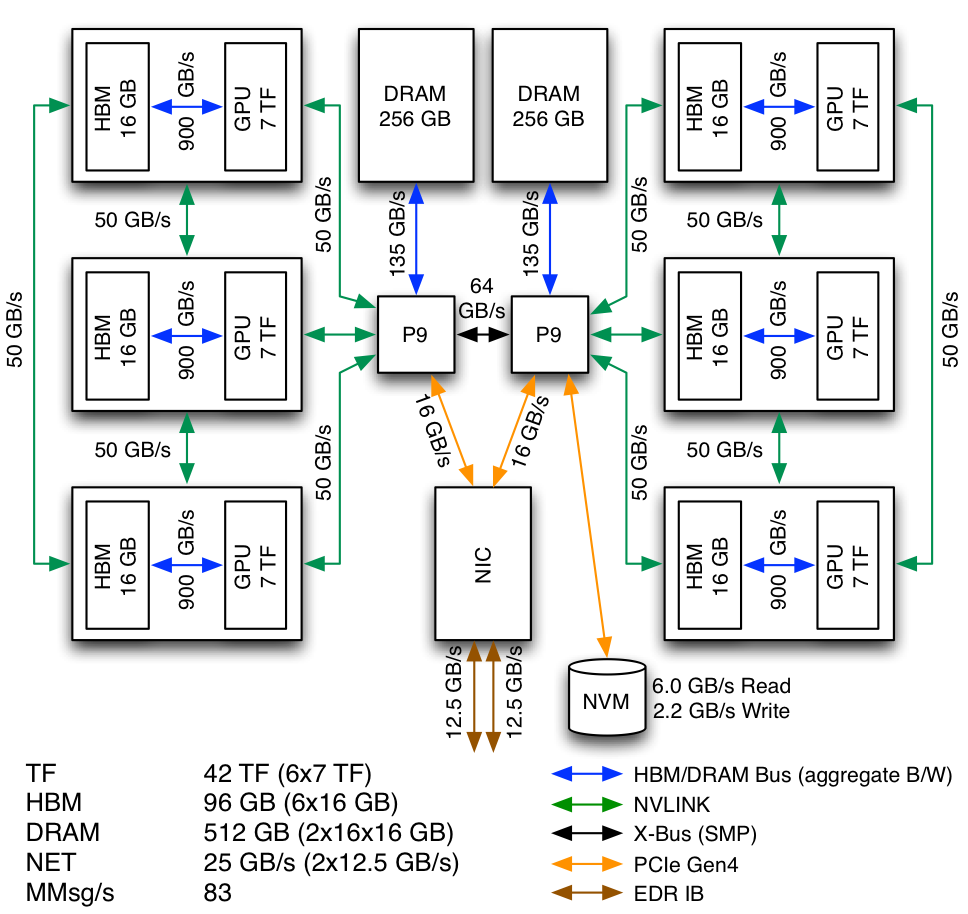 HBM
16 GB
900 GB/s
GPU
7 TF
DRAM
256 GB
DRAM
256 GB
HBM
16 GB
900 GB/s
GPU
7 TF
50 GB/s
50 GB/s
135 GB/s
135 GB/s
50 GB/s
50 GB/s
50 GB/s
HBM
16 GB
900 GB/s
GPU
7 TF
P9
64
GB/s
P9
HBM
16 GB
900 GB/s
GPU
7 TF
50 GB/s
50 GB/s
50 GB/s
16 GB/s
16 GB/s
50 GB/s
50 GB/s
HBM
16 GB
900 GB/s
GPU
7 TF
NIC
HBM
16 GB
900 GB/s
GPU
7 TF
12.5 GB/s
12.5 GB/s
NVM
6.0 GB/s Read
2.2 GB/s Write
TF 42 TF (6x7 TF)
HBM 96 GB (6x16 GB)
DRAM 512 GB (2x16x16 GB)
NET 25 GB/s (2x12.5 GB/s)
MMsg/s 83
HBM/DRAM Bus (aggregate B/W)
NVLINK
X-Bus (SMP)
PCIe Gen4
EDR IB